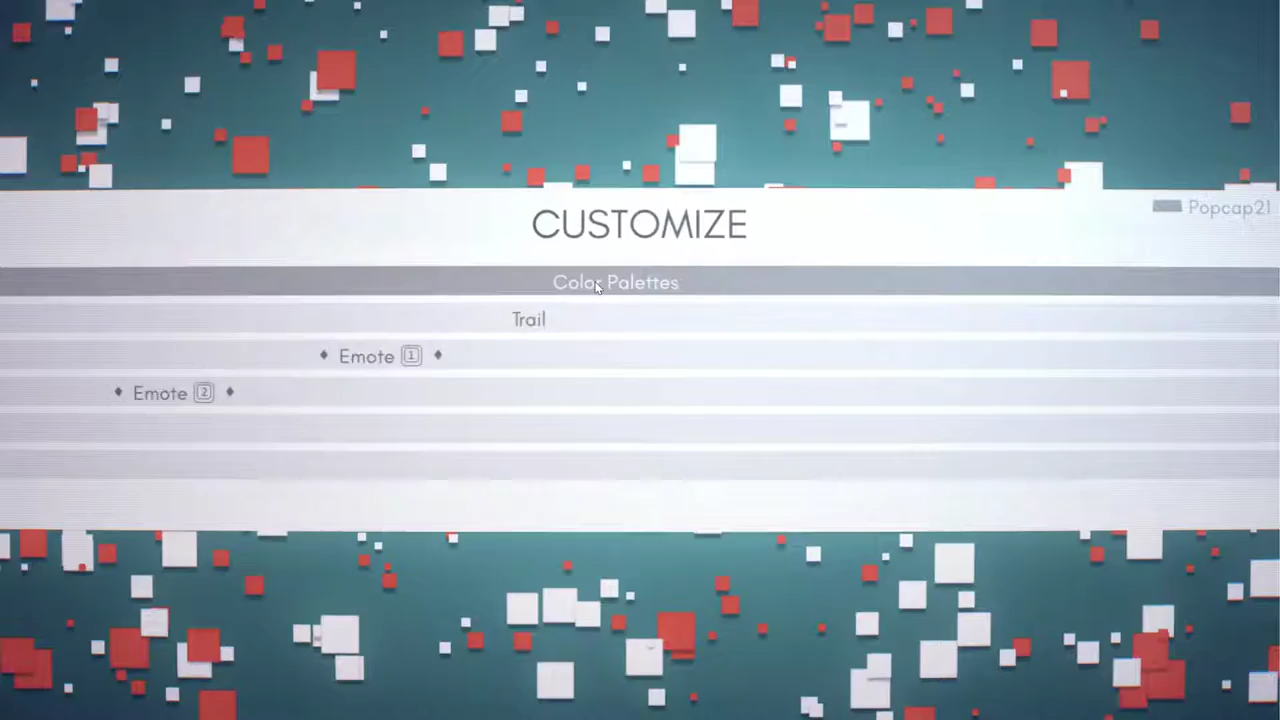 CUSTOMIZE
Popcap21
Color Palettes
Trail
Emote 1
Emote 2